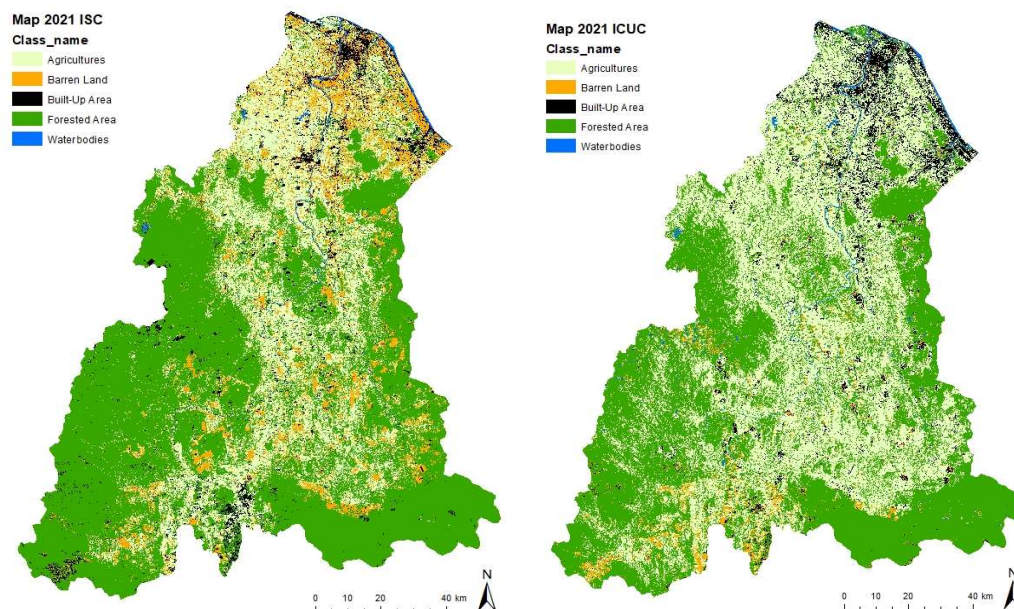 Map 2021 ISC
Class_name
Agricultures
Barren Land
Built-Up Area
Forested Area
Waterbodies
N
0 10 20 40 km
Map 2021 ICUC
Class_name
Agricultures
Barren Land
Built-Up Area
Forested Area
Waterbodies
N
0 10 20 40 km